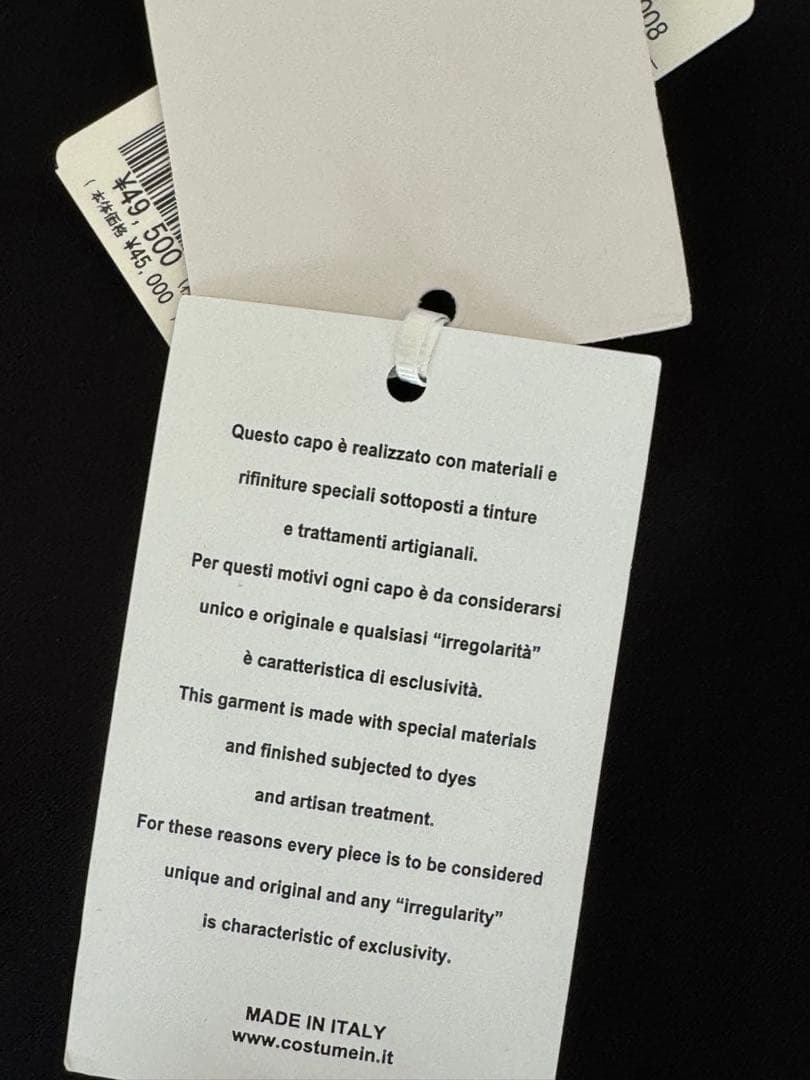 008
¥49,500
(本体価格 ¥45,000
Questo capo è realizzato con materiali e
rifiniture speciali sottoposti a tinture
e trattamenti artigianali.
Per questi motivi ogni capo è da considerarsi
unico e originale e qualsiasi “irregolarità”
è caratteristica di esclusività.
This garment is made with special materials
and finished subjected to dyes
and artisan treatment.
For these reasons every piece is to be considered
unique and original and any “irregularity”
is characteristic of exclusivity.
MADE IN ITALY
www.costumein.it